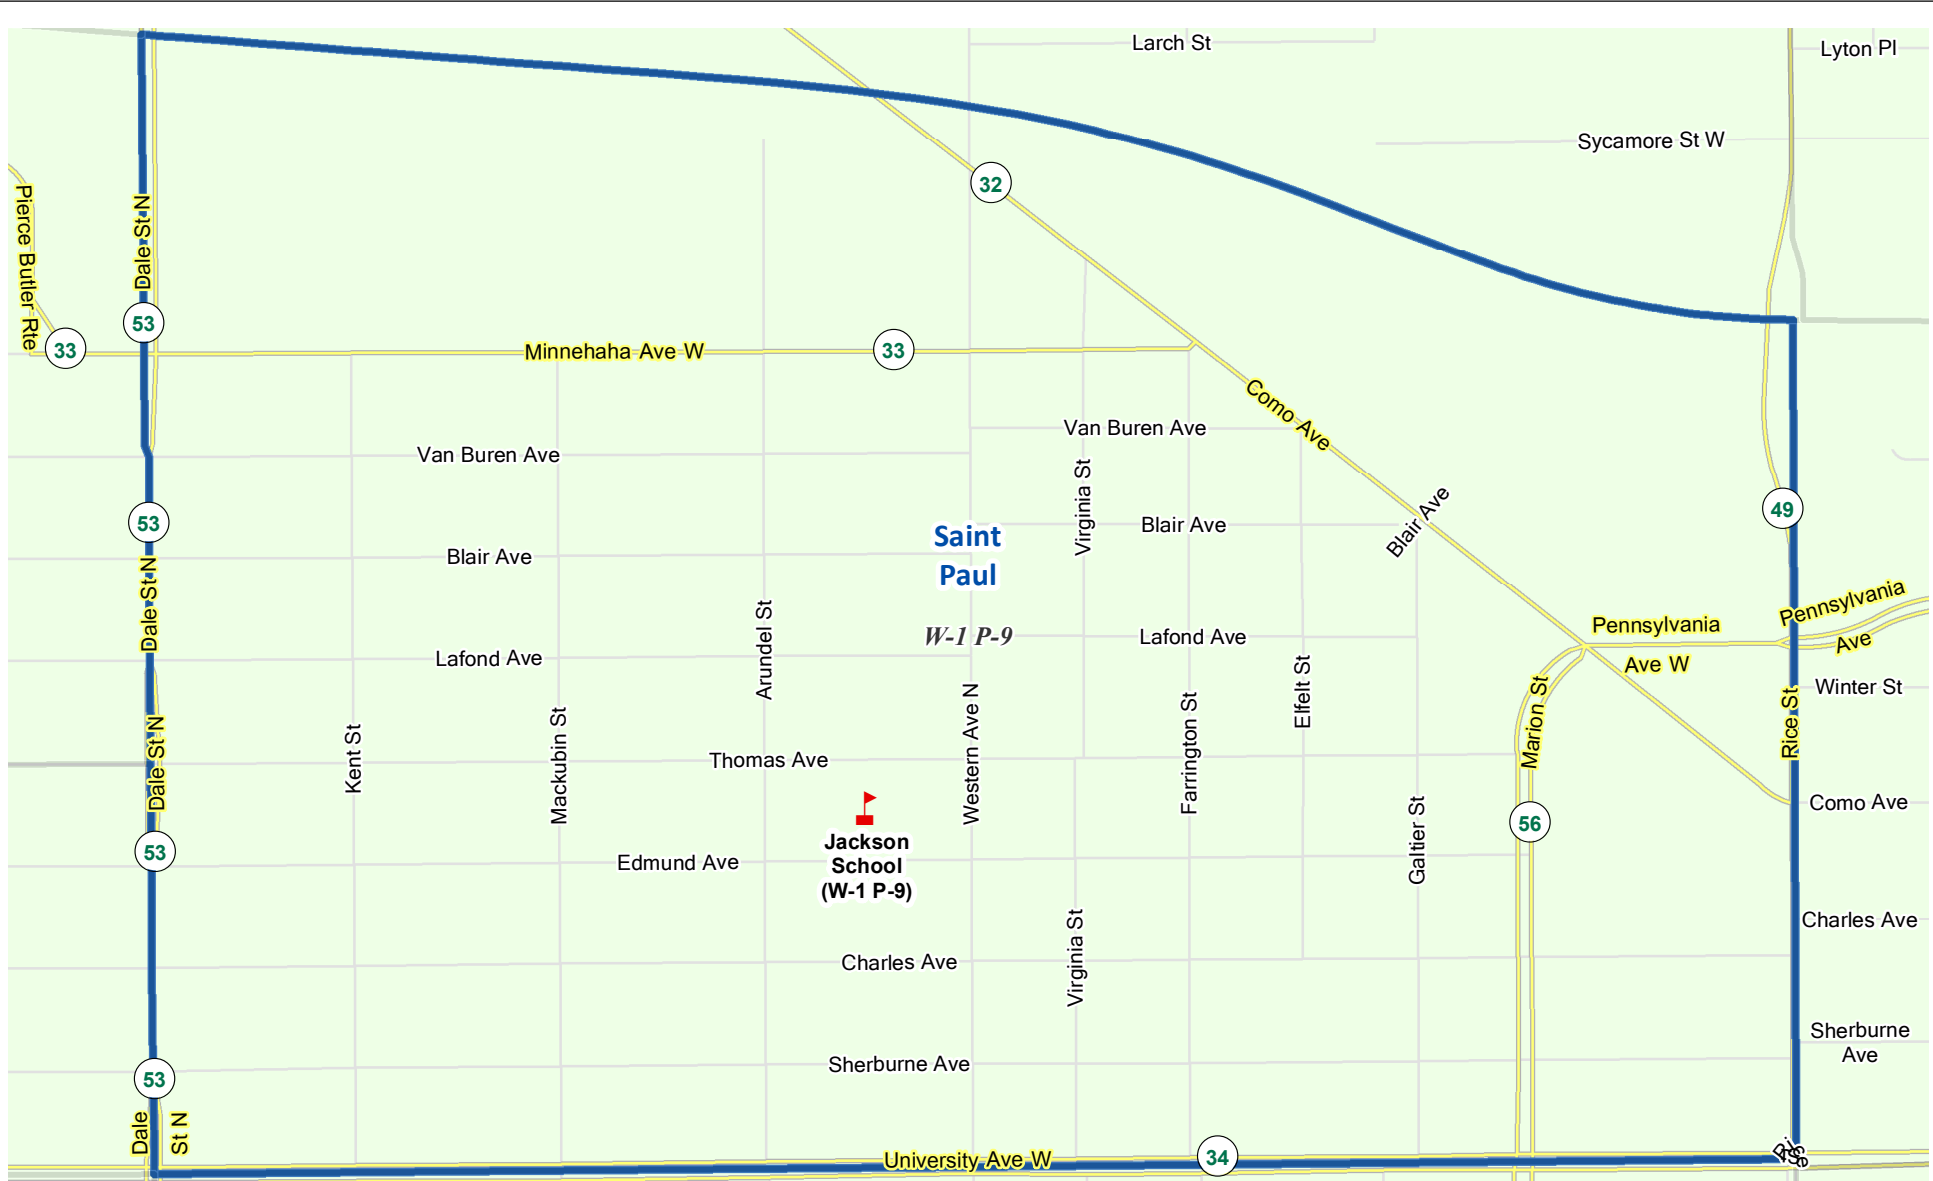 Larch St
Lyton Pl
Sycamore St W
32
Pierce Butler Rte
Dale St N
53
33
Minnehaha Ave W
33
Como Ave
Van Buren Ave
Van Buren Ave
Virginia St
Blair Ave
49
53
Saint
Paul
Blair Ave
Blair Ave
Dale St N
Pennsylvania
Ave
Pennsylvania
Ave W
W-1 P-9
Lafond Ave
Lafond Ave
Arundel St
Elfelt St
Winter St
Marion St
Rice St
Dale St N
Kent St
Mackubin St
Western Ave N
Farrington St
Thomas Ave
Como Ave
56
Galtier St
Jackson
School
(W-1 P-9)
53
Edmund Ave
Charles Ave
Charles Ave
Virginia St
Sherburne
Ave
Sherburne Ave
53
Dale
St N
University Ave W
34
Rice